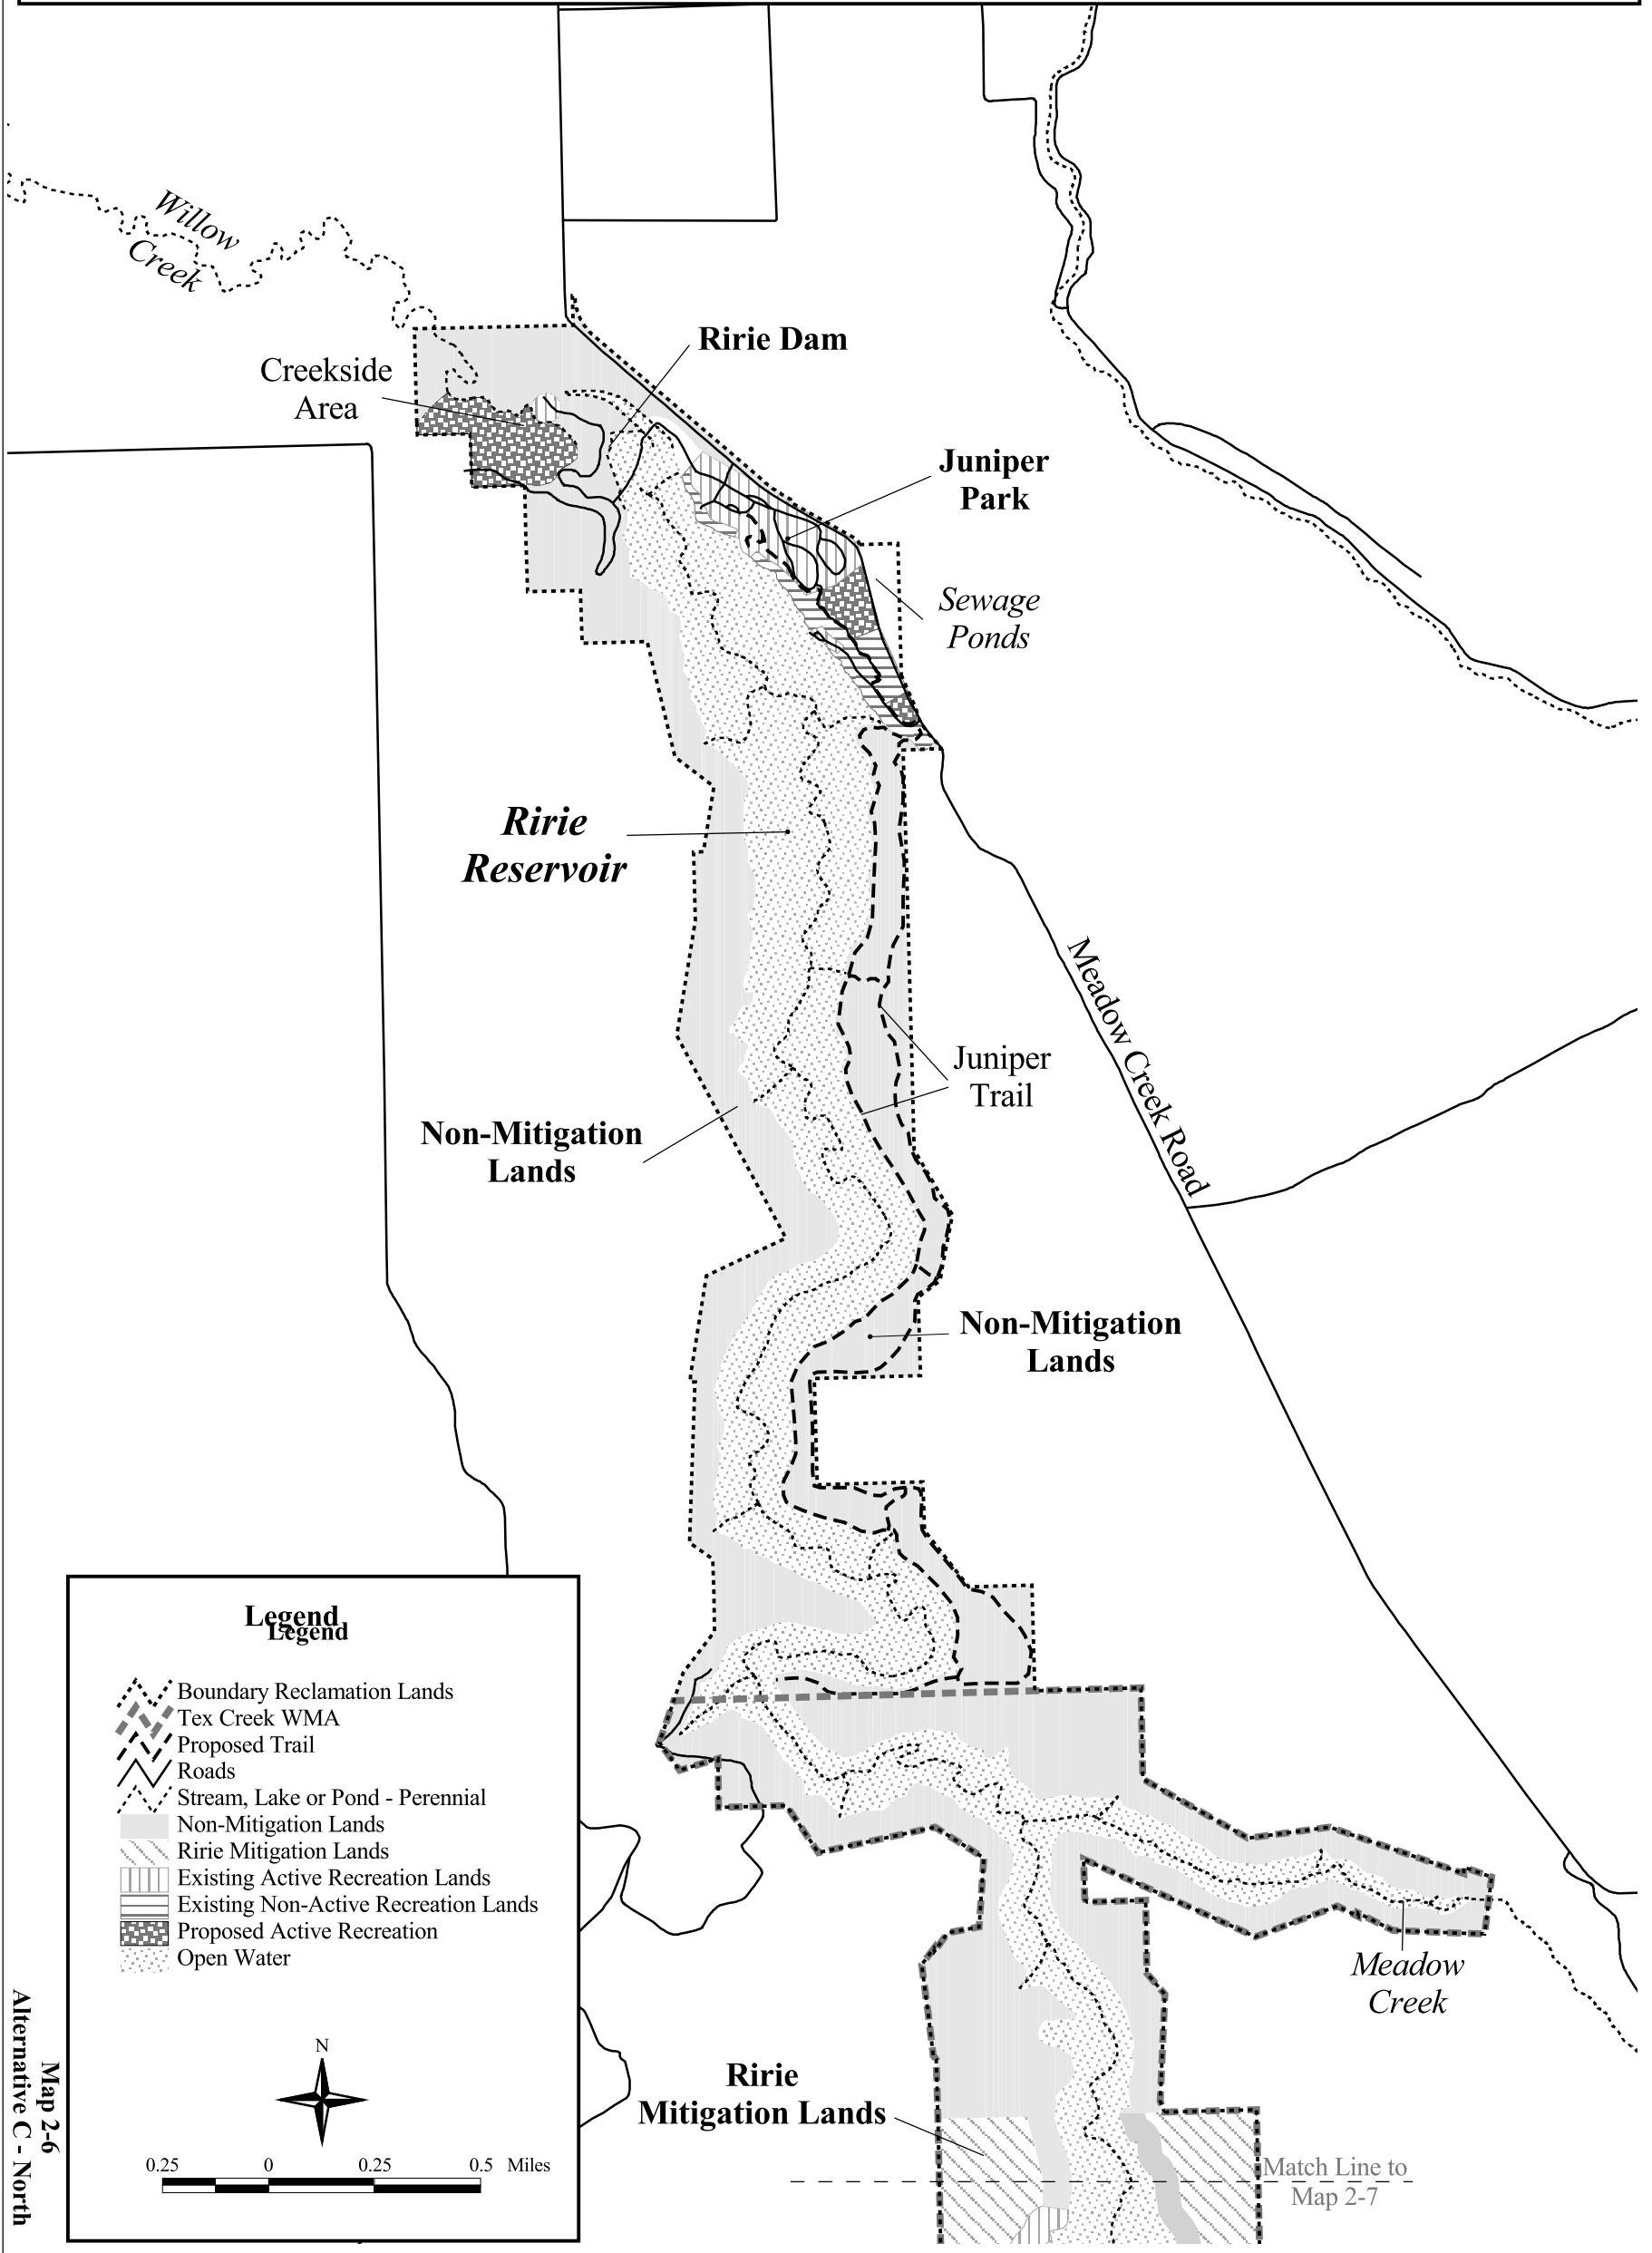 Willow
Creek
Ririe Dam
Creekside
Area
Juniper
Park
Sewage
Ponds
Ririe
Reservoir
Meadow Creek Road
Juniper
Trail
Non-Mitigation
Lands
Non-Mitigation
Lands
Legend
Legend
Boundary Reclamation Lands
Tex Creek WMA
Proposed Trail
Roads
Stream, Lake or Pond - Perennial
Non-Mitigation Lands
Ririe Mitigation Lands
Existing Active Recreation Lands
Existing Non-Active Recreation Lands
Proposed Active Recreation
Open Water
N
0.25 0 0.25 0.5 Miles
Meadow
Creek
Ririe
Mitigation Lands
Match Line to
Map 2-7
Map 2-6
Alternative C - North